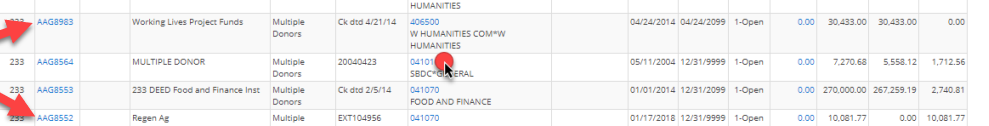 HUMANITIES
AAG8983 Working Lives Project Funds Multiple Donors Ck dtd 4/21/14 406500 04/24/2014 04/24/2099 1-Open 0.00 30,433.00 30,433.00 0.00
W HUMANITIES COM*W
HUMANITIES
233 AAG8564 MULTIPLE DONOR Multiple Donors 20040423 05/11/2004 12/31/9999 1-Open 0.00 7,270.68 5,558.12 1,712.56
233 AAG8553 233 DEED Food and Finance Inst Multiple Donors Ck dtd 2/5/14 041070 01/01/2014 12/31/2099 1-Open 0.00 270,000.00 267,259.19 2,740.81
FOOD AND FINANCE
233 AAG8552 Regen Ag Multiple EXT104956 041070 01/17/2018 12/31/9999 1-Open 0.00 10,081.77 0.00 10,081.77